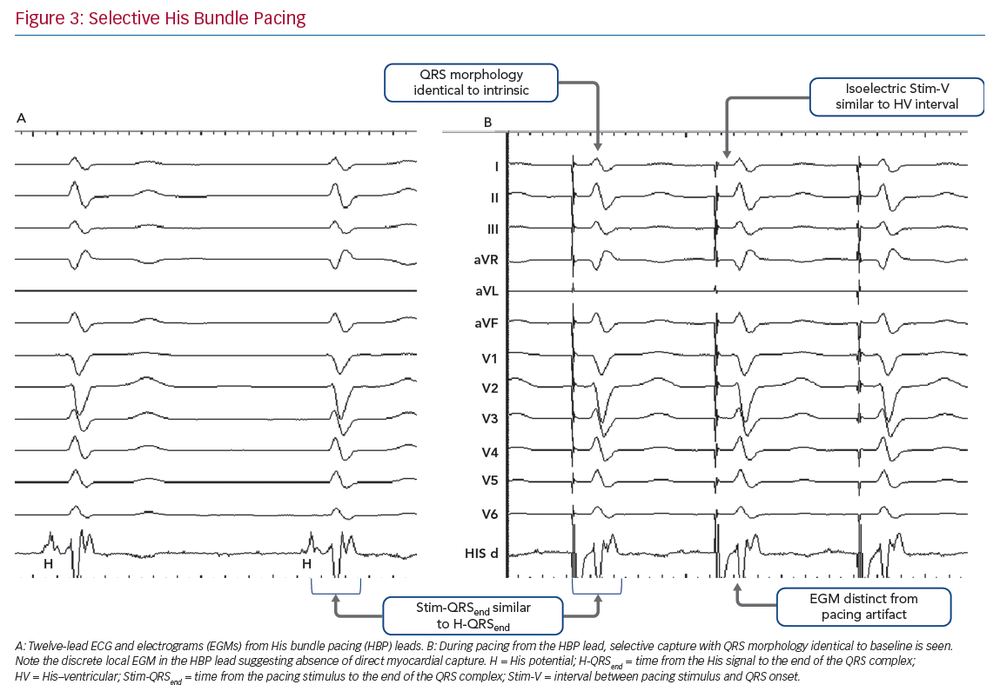 Figure 3: Selective His Bundle Pacing
QRS morphology
identical to intrinsic
Isoelectric Stim-V
similar to HV interval
A
B
I
II
III
aVR
aVL
aVF
V1
V2
V3
V4
V5
V6
HIS d
H
H
Stim-QRSend similar
to H-QRSend
EGM distinct from
pacing artifact
A: Twelve-lead ECG and electrograms (EGMs) from His bundle pacing (HBP) leads. B: During pacing from the HBP lead, selective capture with QRS morphology identical to baseline is seen.
Note the discrete local EGM in the HBP lead suggesting absence of direct myocardial capture. H = His potential; H-QRSend = time from the His signal to the end of the QRS complex;
HV = His–ventricular; Stim-QRSend = time from the pacing stimulus to the end of the QRS complex; Stim-V = interval between pacing stimulus and QRS onset.